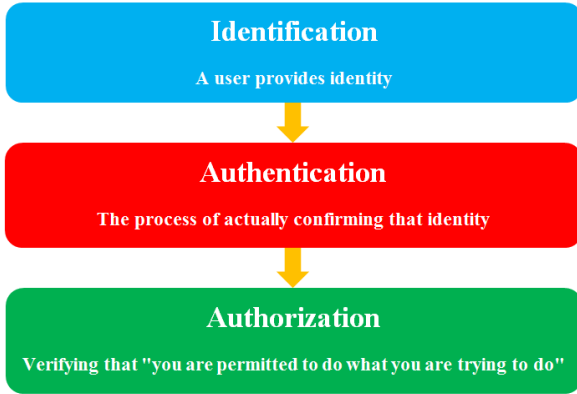 Identification
A user provides identity
Authentication
The process of actually confirming that identity
Authorization
Verifying that "you are permitted to do what you are trying to do"